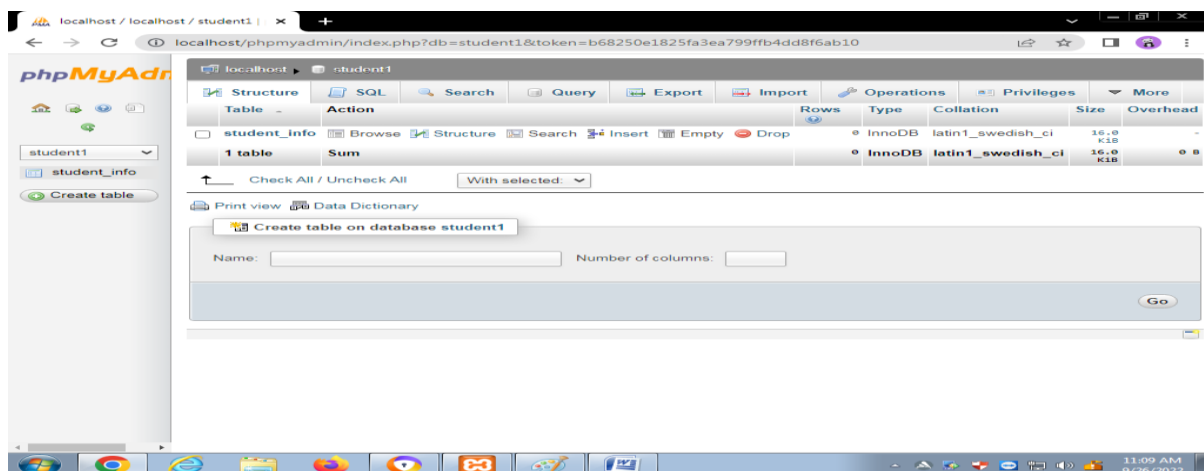 localhost / localhost / student1 |
localhost/phpmyadmin/index.php?db=student1&token=b68250e1825fa3ea799ffb4dd8f6ab10
phpMyAdm
localhost student1
Structure SQL Search Query Export Import Operations Privileges More
Table Action Rows Type Collation Size Overhead
student_info Browse Structure Search Insert Empty Drop 0 InnoDB latin1_swedish_ci 16.0 KiB -
1 table Sum 0 InnoDB latin1_swedish_ci 16.0 KiB 0 B
student1
student_info
Create table
Check All / Uncheck All With selected:
Print view Data Dictionary
Create table on database student1
Name: Number of columns:
Go
11:09 AM
9/26/2022